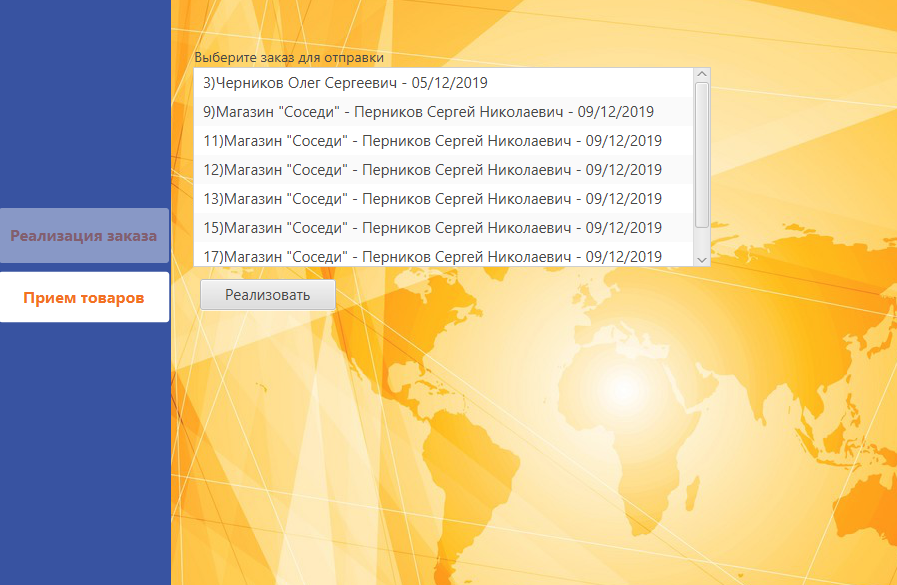 Выберите заказ для отправки
3)Черников Олег Сергеевич - 05/12/2019
9)Магазин "Соседи" - Перников Сергей Николаевич - 09/12/2019
11)Магазин "Соседи" - Перников Сергей Николаевич - 09/12/2019
12)Магазин "Соседи" - Перников Сергей Николаевич - 09/12/2019
13)Магазин "Соседи" - Перников Сергей Николаевич - 09/12/2019
15)Магазин "Соседи" - Перников Сергей Николаевич - 09/12/2019
17)Магазин "Соседи" - Перников Сергей Николаевич - 09/12/2019
Реализация заказа
Прием товаров
Реализовать